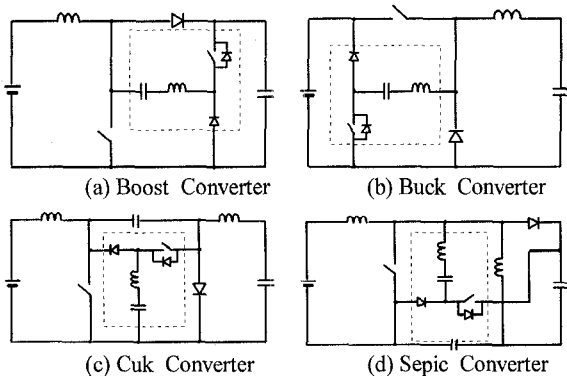 (a) Boost Converter
(b) Buck Converter
(c) Cuk Converter
(d) Sepic Converter